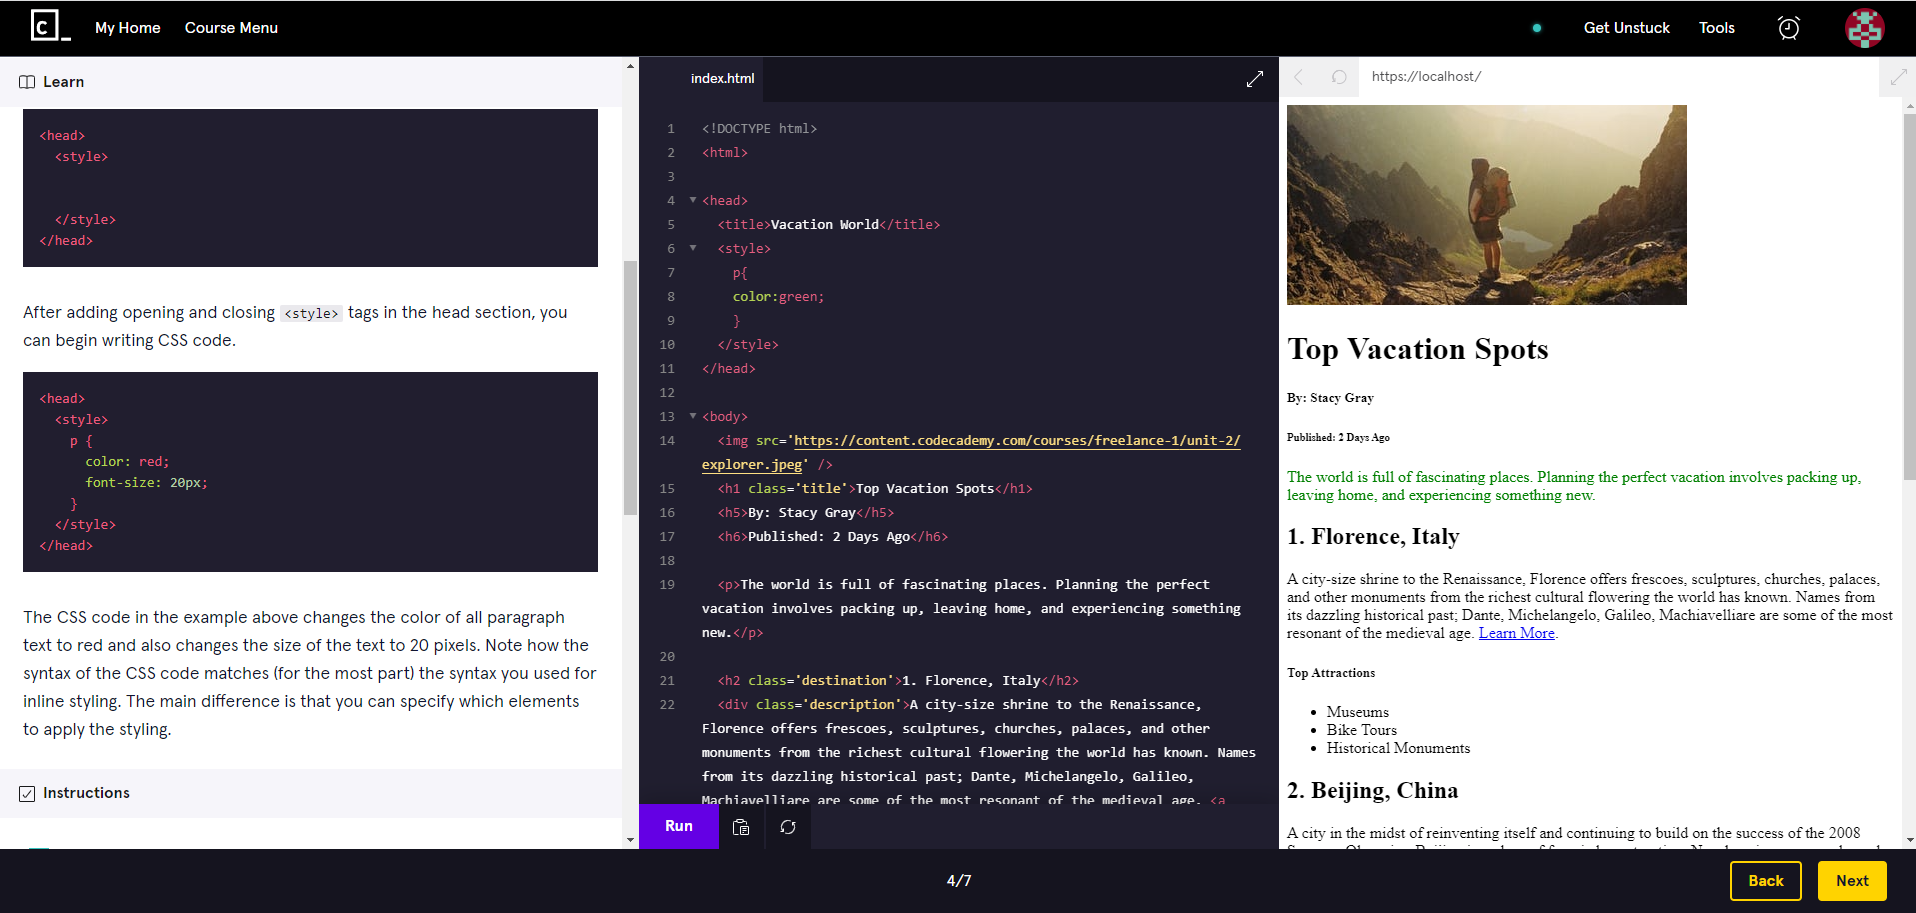 C_
My Home
Course Menu
Get Unstuck
Tools
Learn
<head>
<style>
</style>
</head>
After adding opening and closing <style> tags in the head section, you
can begin writing CSS code.
<head>
<style>
p {
color: red;
font-size: 20px;
}
</style>
</head>
The CSS code in the example above changes the color of all paragraph
text to red and also changes the size of the text to 20 pixels. Note how the
syntax of the CSS code matches (for the most part) the syntax you used for
inline styling. The main difference is that you can specify which elements
to apply the styling.
Instructions
index.html
1 <!DOCTYPE html>
2 <html>
3
4 <head>
5 <title>Vacation World</title>
6 <style>
7 p{
8 color:green;
9 }
10 </style>
11 </head>
12
13 <body>
14 <img src='https://content.codecademy.com/courses/freelance-1/unit-2/
explorer.jpeg' />
15 <h1 class='title'>Top Vacation Spots</h1>
16 <h5>By: Stacy Gray</h5>
17 <h6>Published: 2 Days Ago</h6>
18
19 <p>The world is full of fascinating places. Planning the perfect
vacation involves packing up, leaving home, and experiencing something
new.</p>
20
21 <h2 class='destination'>1. Florence, Italy</h2>
22 <div class='description'>A city-size shrine to the Renaissance,
Florence offers frescoes, sculptures, churches, palaces, and other
monuments from the richest cultural flowering the world has known. Names
from its dazzling historical past; Dante, Michelangelo, Galileo,
Machiavelliare are some of the most resonant of the medieval age. <a
Run
https://localhost/
Top Vacation Spots
By: Stacy Gray
Published: 2 Days Ago
The world is full of fascinating places. Planning the perfect vacation involves packing up,
leaving home, and experiencing something new.
1. Florence, Italy
A city-size shrine to the Renaissance, Florence offers frescoes, sculptures, churches, palaces,
and other monuments from the richest cultural flowering the world has known. Names from
its dazzling historical past; Dante, Michelangelo, Galileo, Machiavelliare are some of the most
resonant of the medieval age. Learn More.
Top Attractions
• Museums
• Bike Tours
• Historical Monuments
2. Beijing, China
A city in the midst of reinventing itself and continuing to build on the success of the 2008
4/7
Back
Next